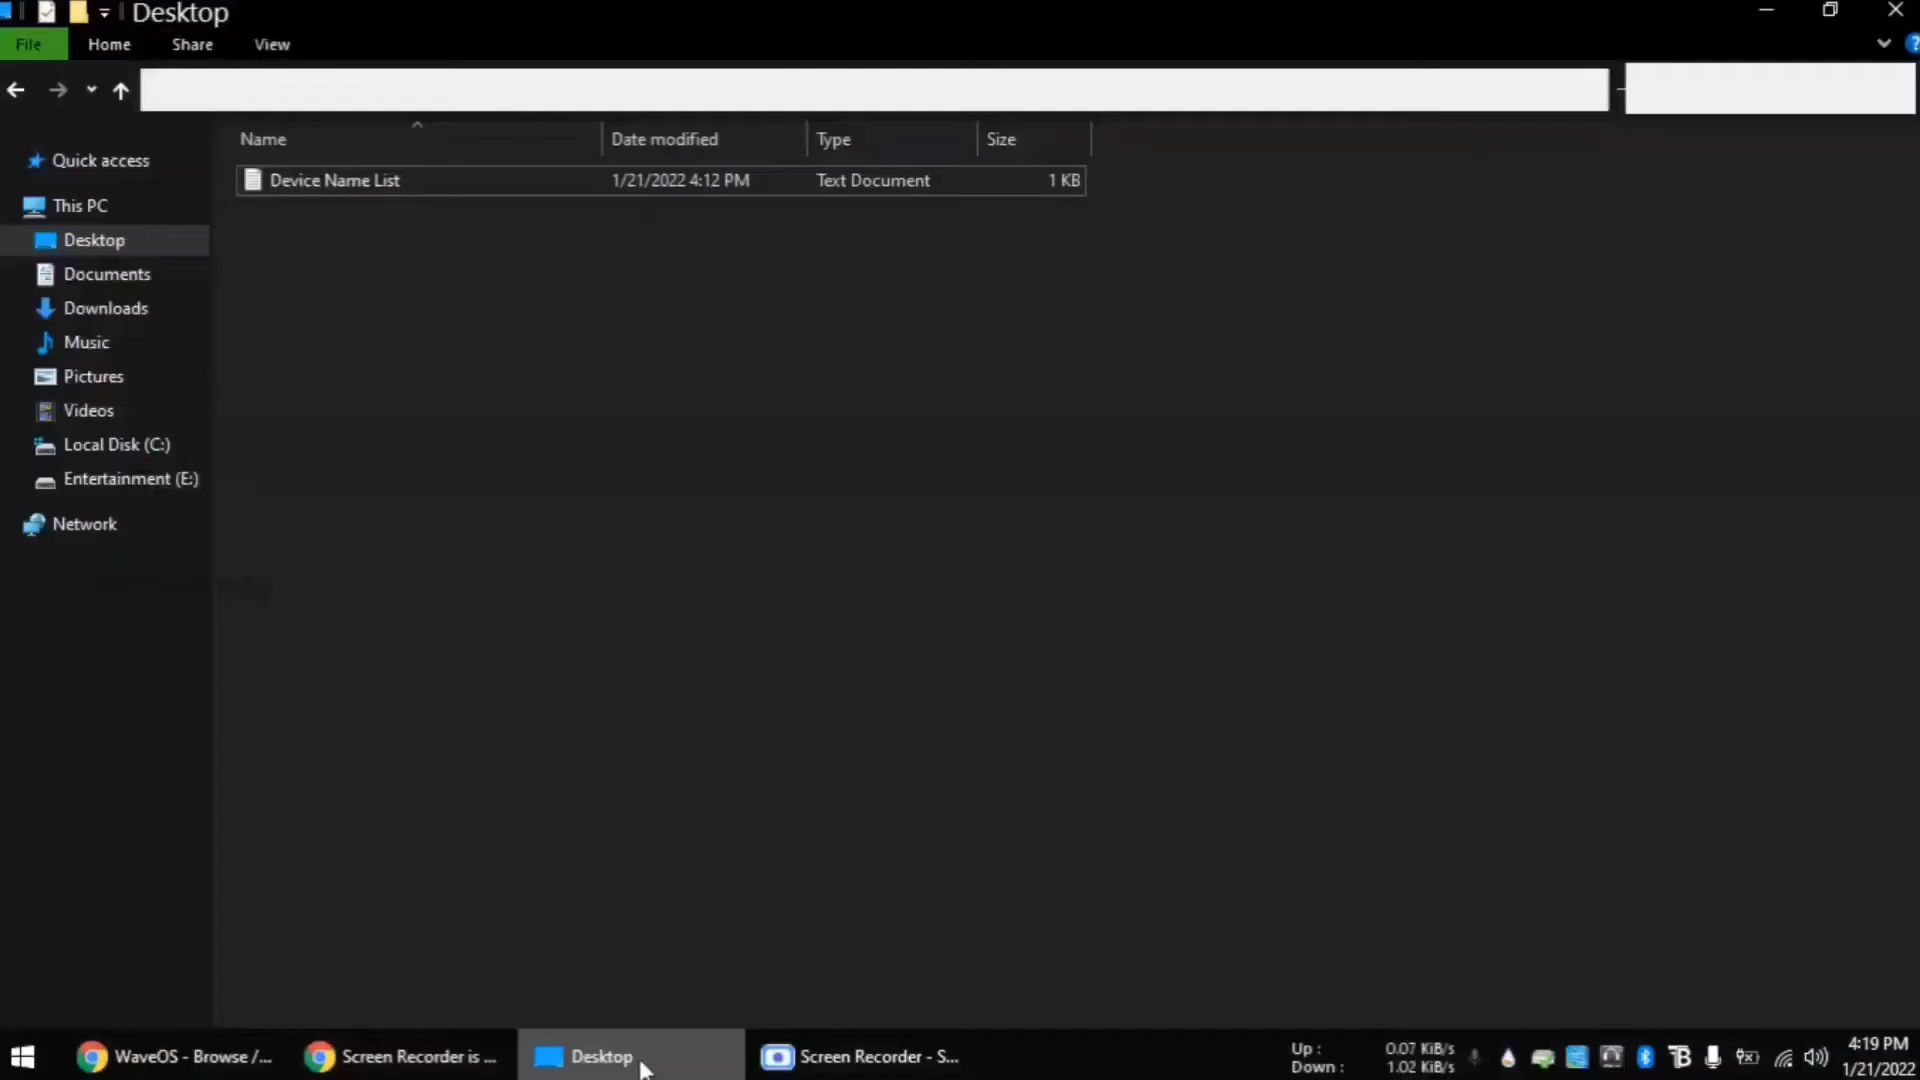 Desktop
File Home Share View
Name Date modified Type Size
Device Name List 1/21/2022 4:12 PM Text Document 1 KB
Quick access
This PC
Desktop
Documents
Downloads
Music
Pictures
Videos
Local Disk (C:)
Entertainment (E:)
Network
WaveOS - Browse /... Screen Recorder is ... Desktop Screen Recorder - S...
Up : 0.07 KiB/s
Down : 1.02 KiB/s
4:19 PM
1/21/2022